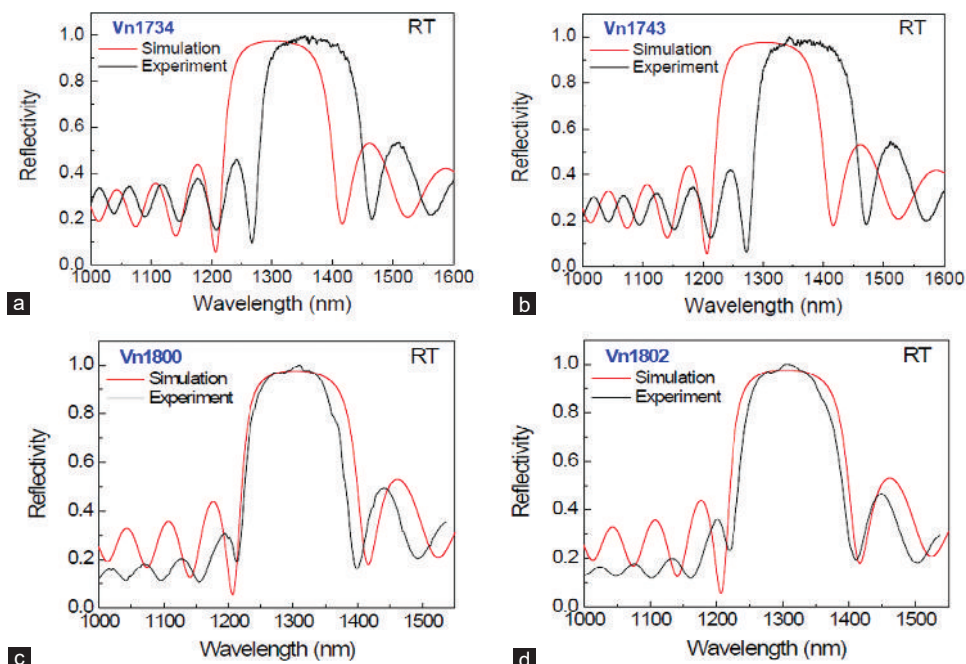 Vn1734 RT
Simulation
Experiment
Reflectivity
1.0
0.8
0.6
0.4
0.2
0.0
1000 1100 1200 1300 1400 1500 1600
Wavelength (nm)
a
Vn1743 RT
Simulation
Experiment
Reflectivity
1.0
0.8
0.6
0.4
0.2
0.0
1000 1100 1200 1300 1400 1500 1600
Wavelength (nm)
b
Vn1800 RT
Simulation
Experiment
Reflectivity
1.0
0.8
0.6
0.4
0.2
0.0
1000 1100 1200 1300 1400 1500
Wavelength (nm)
c
Vn1802 RT
Simulation
Experiment
Reflectivity
1.0
0.8
0.6
0.4
0.2
0.0
1000 1100 1200 1300 1400 1500
Wavelength (nm)
d